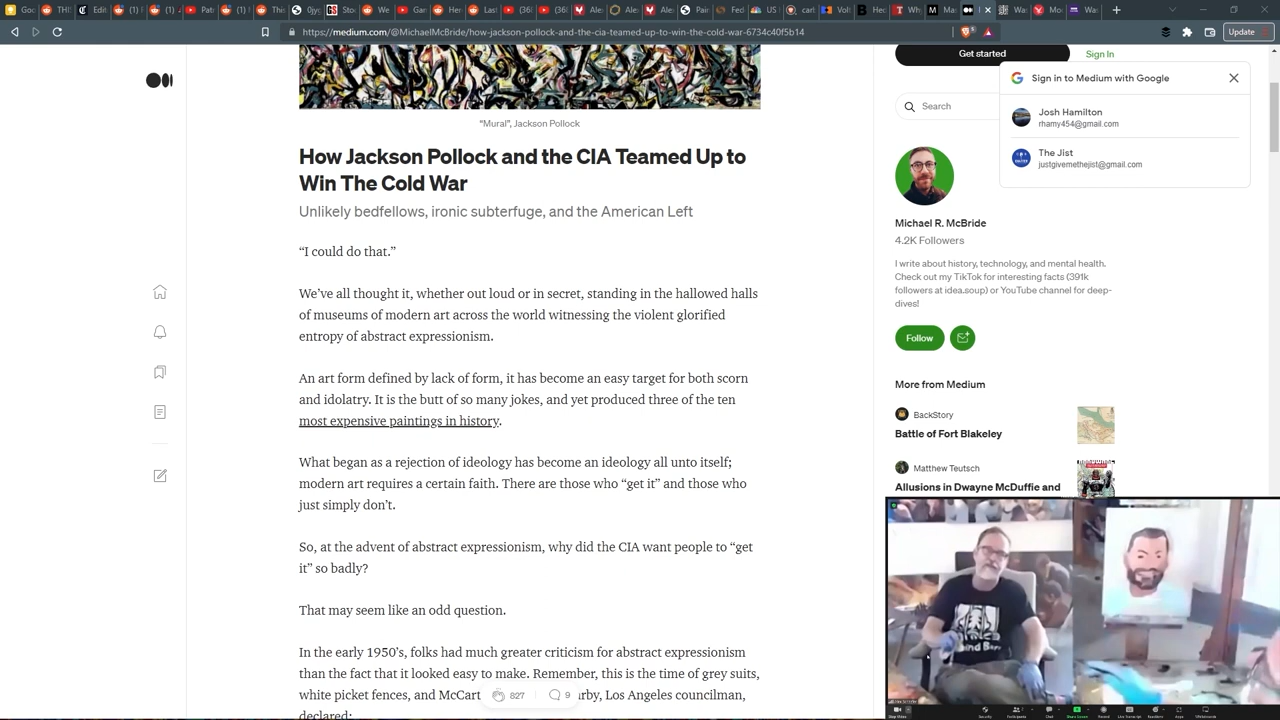 Update
https://medium.com/@MichaelMcBride/how-jackson-pollock-and-the-cia-teamed-up-to-win-the-cold-war-6734c40f5b14
“Mural”, Jackson Pollock
How Jackson Pollock and the CIA Teamed Up to
Win The Cold War
Unlikely bedfellows, ironic subterfuge, and the American Left
“I could do that.”
We’ve all thought it, whether out loud or in secret, standing in the hallowed halls
of museums of modern art across the world witnessing the violent glorified
entropy of abstract expressionism.
An art form defined by lack of form, it has become an easy target for both scorn
and idolatry. It is the butt of so many jokes, and yet produced three of the ten
most expensive paintings in history.
What began as a rejection of ideology has become an ideology all unto itself;
modern art requires a certain faith. There are those who “get it” and those who
just simply don’t.
So, at the advent of abstract expressionism, why did the CIA want people to “get
it” so badly?
That may seem like an odd question.
In the early 1950’s, folks had much greater criticism for abstract expressionism
than the fact that it looked easy to make. Remember, this is the time of grey suits,
white picket fences, and McCart rby, Los Angeles councilman,
declared:
827
9
Get started
Sign In
Sign in to Medium with Google
Josh Hamilton
rhamy454@gmail.com
The Jist
justgivemethejist@gmail.com
Search
Michael R. McBride
4.2K Followers
I write about history, technology, and mental health.
Check out my TikTok for interesting facts (391k
followers at idea.soup) or YouTube channel for deep-
dives!
Follow
More from Medium
BackStory
Battle of Fort Blakeley
Matthew Teutsch
Allusions in Dwayne McDuffie and